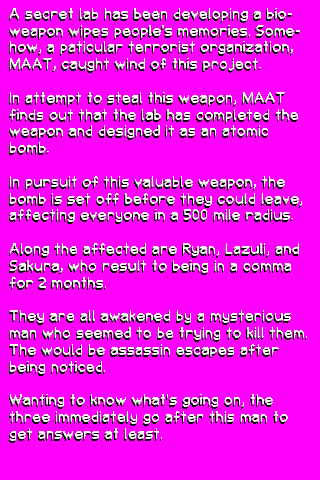 A secret lab has been developing a bio-
weapon wipes people's memories. Some-
how, a paticular terrorist organization,
MAAT, caught wind of this project.

In attempt to steal this weapon, MAAT
finds out that the lab has completed the
weapon and designed it as an atomic
bomb.

In pursuit of this valuable weapon, the
bomb is set off before they could leave,
affecting everyone in a 500 mile radius.

Along the affected are Ryan, Lazuli, and
Sakura, who result to being in a comma
for 2 months.

They are all awakened by a mysterious
man who seemed to be trying to kill them.
The would be assassin escapes after
being noticed.

Wanting to know what's going on, the
three immediately go after this man to
get answers at least.